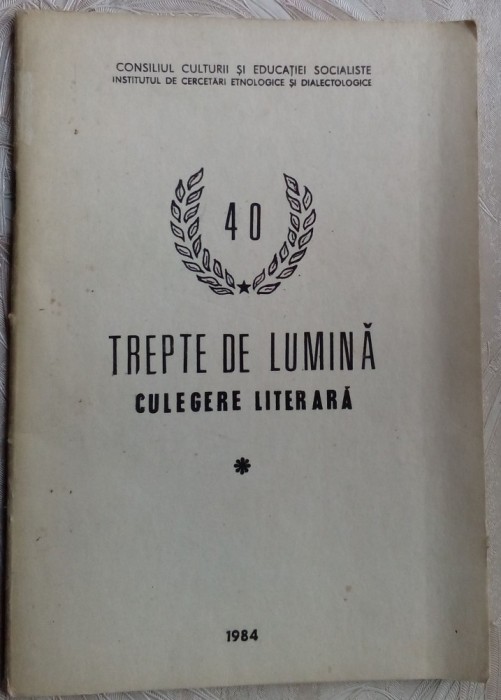 CONSILIUL CULTURII ȘI EDUCAȚIEI SOCIALISTE
INSTITUTUL DE CERCETĂRI ETNOLOGICE ȘI DIALECTOLOGICE
40
TREPTE DE LUMINĂ
CULEGERE LITERARĂ
*
1984